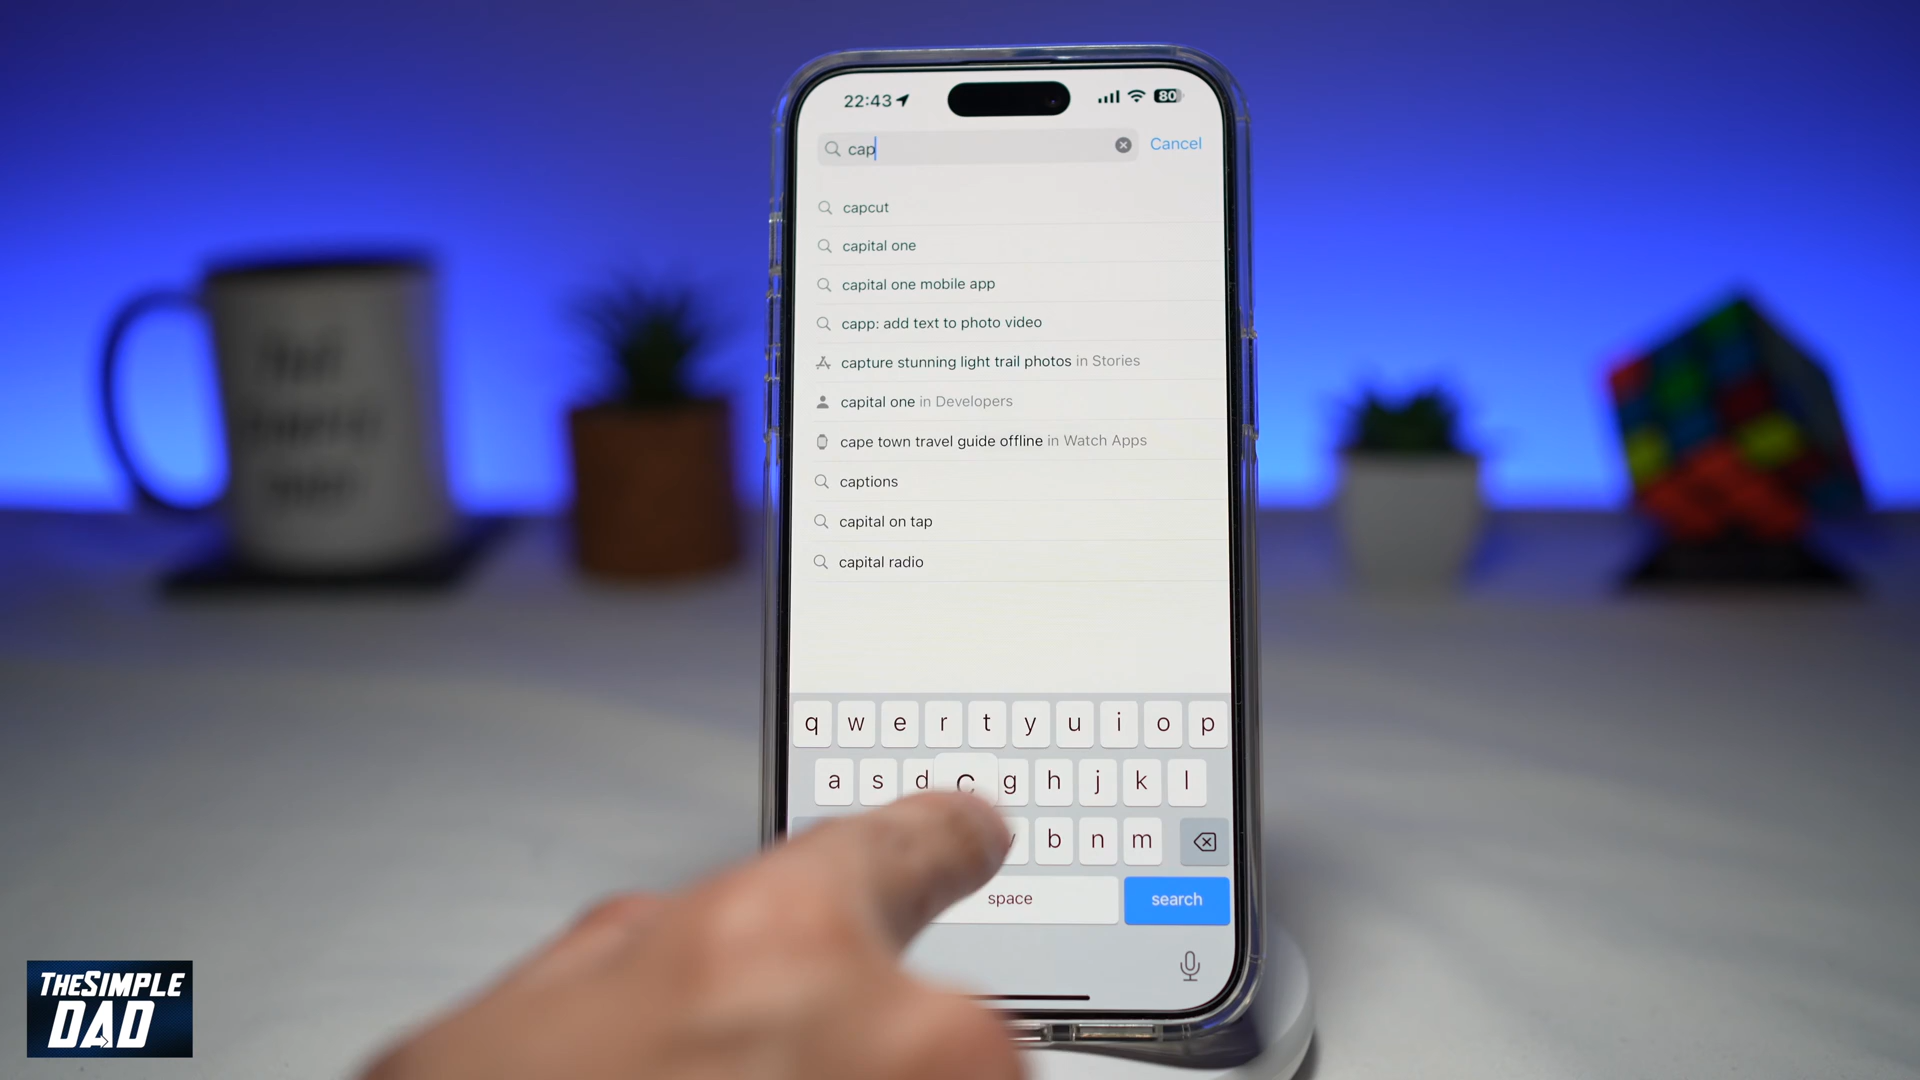 22:43
80
cap
Cancel
capcut
capital one
capital one mobile app
capp: add text to photo video
capture stunning light trail photos in Stories
capital one in Developers
cape town travel guide offline in Watch Apps
captions
capital on tap
capital radio
q w e r t y u i o p
a s d c g h j k l
v b n m
space
search
THESIMPLE
DAD